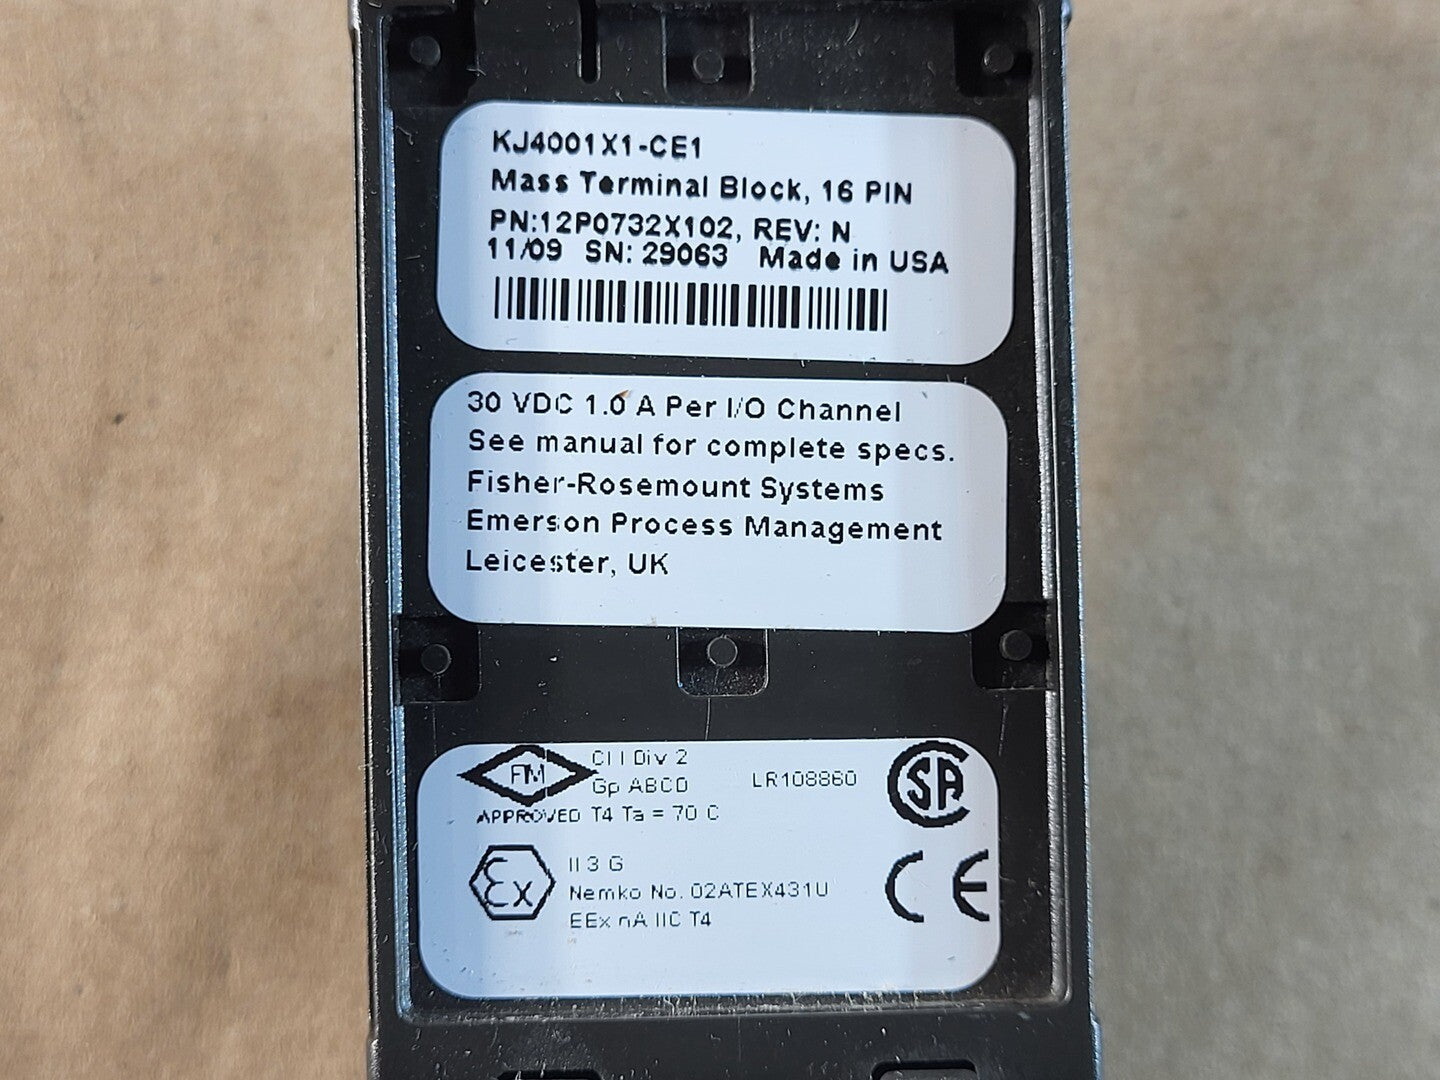 KJ4001X1-CE1
Mass Terminal Block, 16 PIN
PN:12P0732X102, REV: N
11/09 SN: 29063 Made in USA
30 VDC 1.0 A Per I/O Channel
See manual for complete specs.
Fisher-Rosemount Systems
Emerson Process Management
Leicester, UK
FM Cl I Div 2
Gp ABCD LR108860 SA
APPROVED T4 Ta = 70 C
Ex II 3 G
Nemko No. 02ATEX431U CE
EEx nA IIC T4